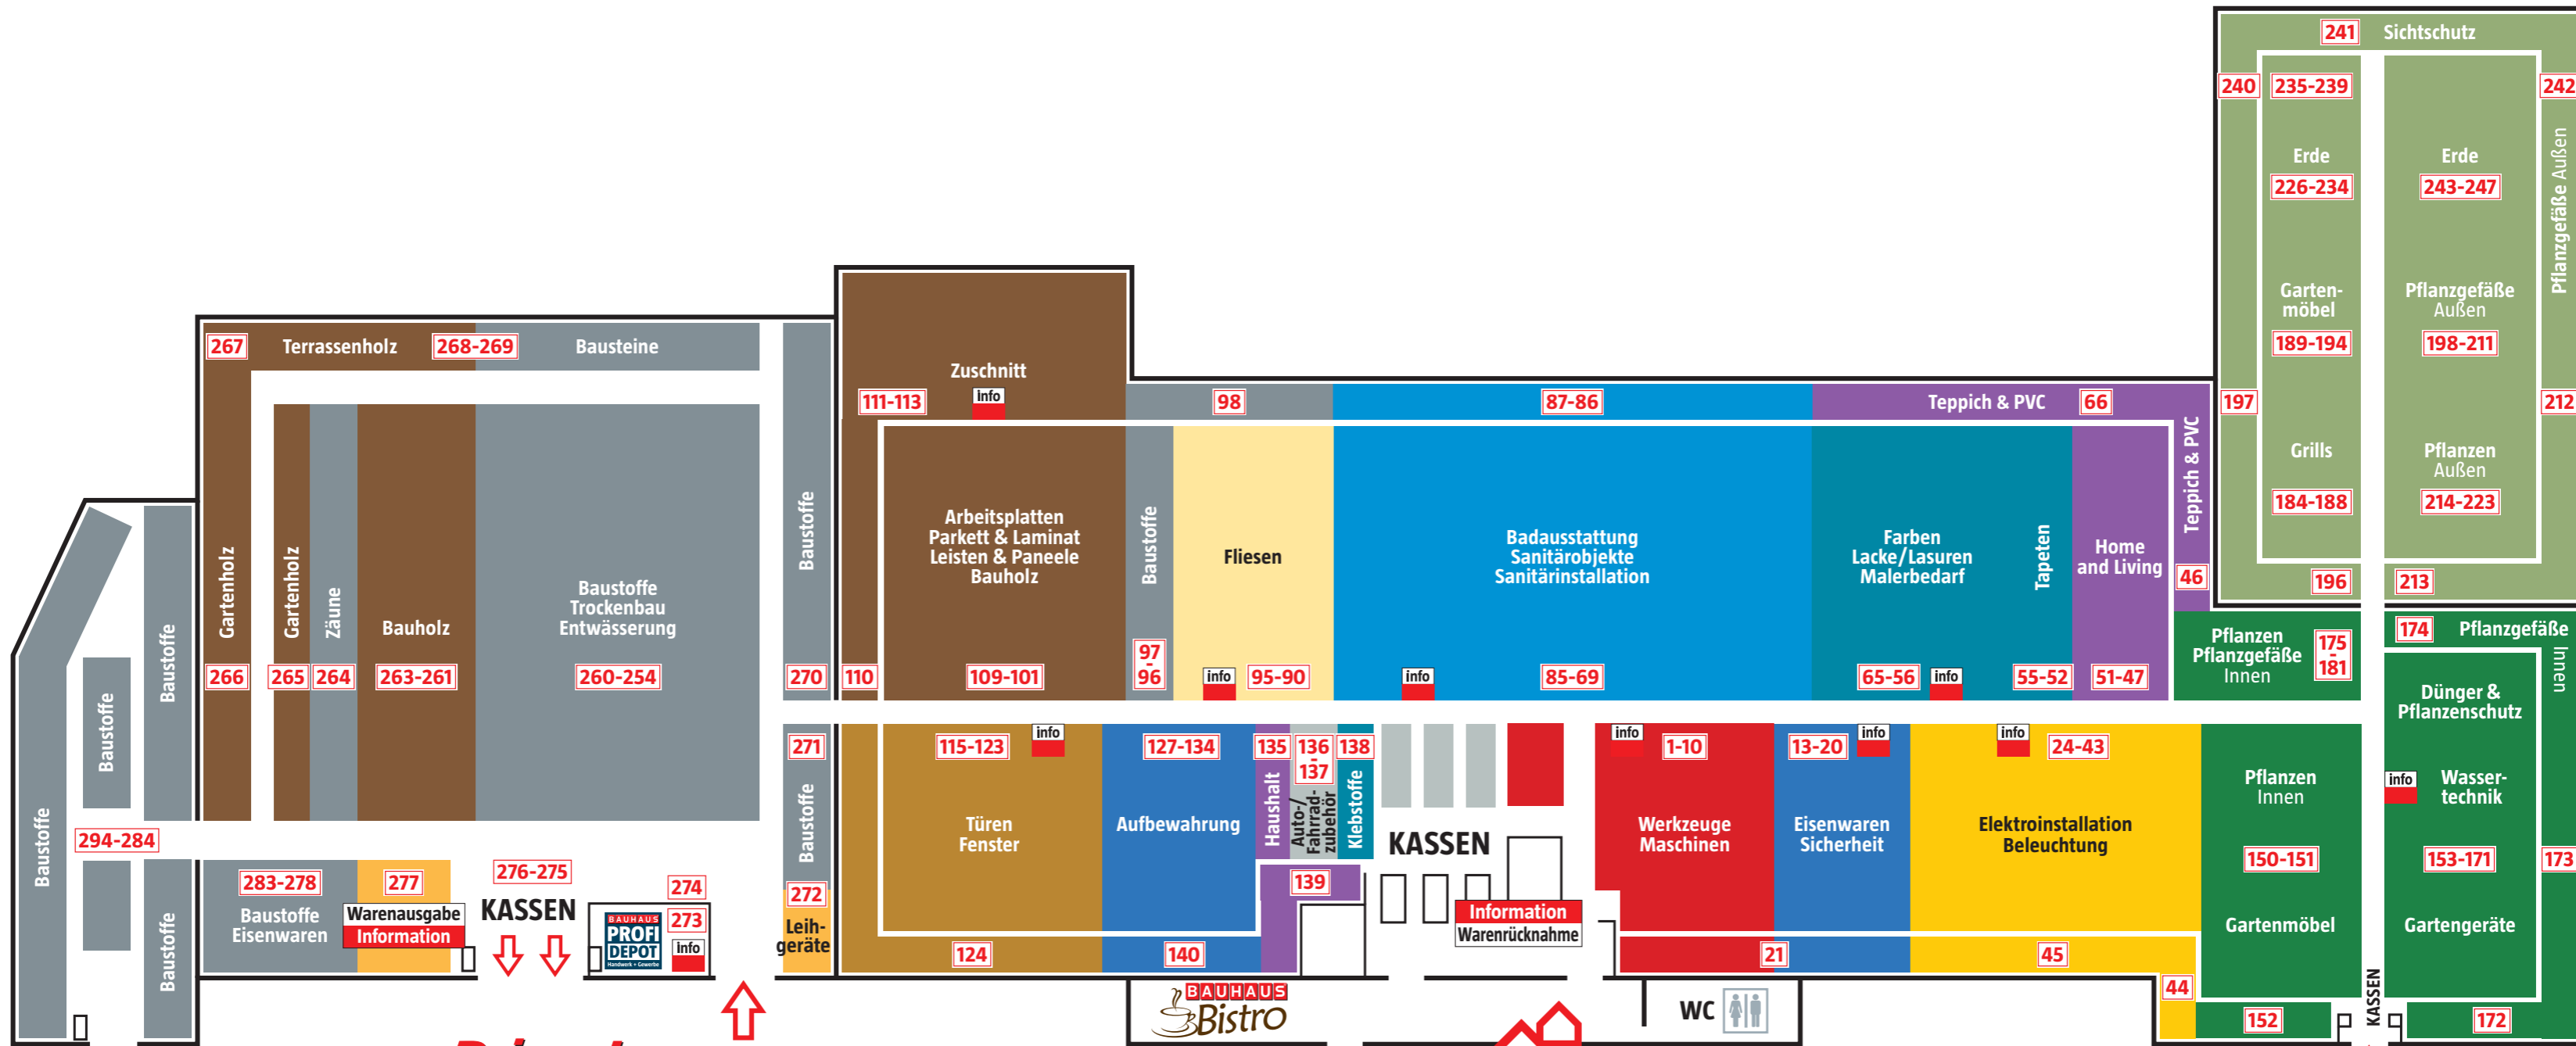 241 Sichtschutz
240 235-239 242
Erde Erde
226-234 243-247
Pflanzgefäße Außen
Garten-
möbel
Pflanzgefäße
Außen
189-194 198-211
197 212
Grills
Pflanzen
Außen
184-188 214-223
196 213
267 Terrassenholz 268-269 Bausteine
Zuschnitt
info
111-113
98
87-86
Teppich & PVC 66
Teppich & PVC
46
Gartenholz
266
Gartenholz
265
Zäune
264
Bauholz
263-261
Baustoffe
Trockenbau
Entwässerung
260-254
Baustoffe
270
110
Arbeitsplatten
Parkett & Laminat
Leisten & Paneele
Bauholz
109-101
Baustoffe
97
-
96
Fliesen
info 95-90
Badausstattung
Sanitärobjekte
Sanitärinstallation
info 85-69
Farben
Lacke/Lasuren
Malerbedarf
65-56 info
Tapeten
55-52
Home
and Living
51-47
Pflanzen
Pflanzgefäße
Innen
175
-
181
174 Pflanzgefäße
Innen
Dünger &
Pflanzenschutz
info
Wasser-
technik
153-171
173
Gartengeräte
172
Baustoffe
Baustoffe
Baustoffe
294-284
Baustoffe
283-278
Baustoffe
Eisenwaren
277
Warenausgabe
Information
276-275
KASSEN
274
273
info
BAUHAUS
PROFI
DEPOT
Handwerk + Gewerbe
271
Baustoffe
272
Leih-
geräte
115-123 info
Türen
Fenster
124
127-134
Aufbewahrung
140
135
Haushalt
136
-
137
Auto-/
Fahrrad-
zubehör
138
Klebstoffe
139
KASSEN
Information
Warenrücknahme
info 1-10
Werkzeuge
Maschinen
21
13-20 info
Eisenwaren
Sicherheit
info 24-43
Elektroinstallation
Beleuchtung
45
44
Pflanzen
Innen
150-151
Gartenmöbel
152
KASSEN
BAUHAUS
Bistro
WC